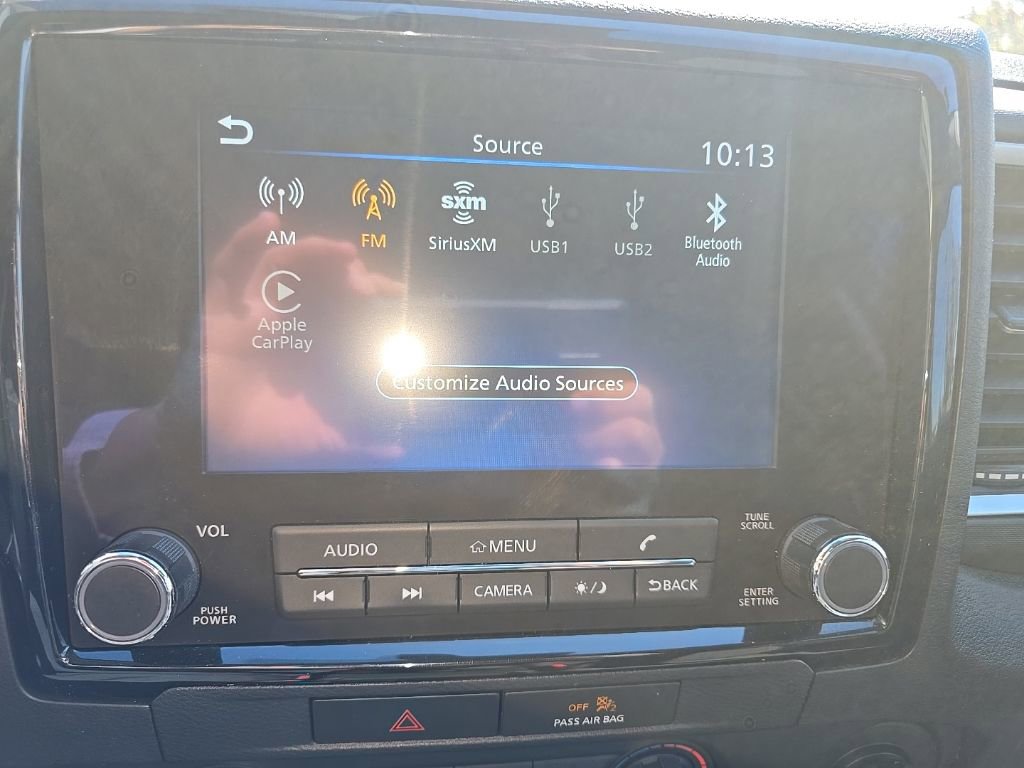 Source
10:13
AM
FM
sxm
SiriusXM
USB1
USB2
Bluetooth
Audio
Apple
CarPlay
Customize Audio Sources
VOL
PUSH
POWER
AUDIO
MENU
CAMERA
BACK
TUNE
SCROLL
ENTER
SETTING
OFF
2
PASS AIR BAG